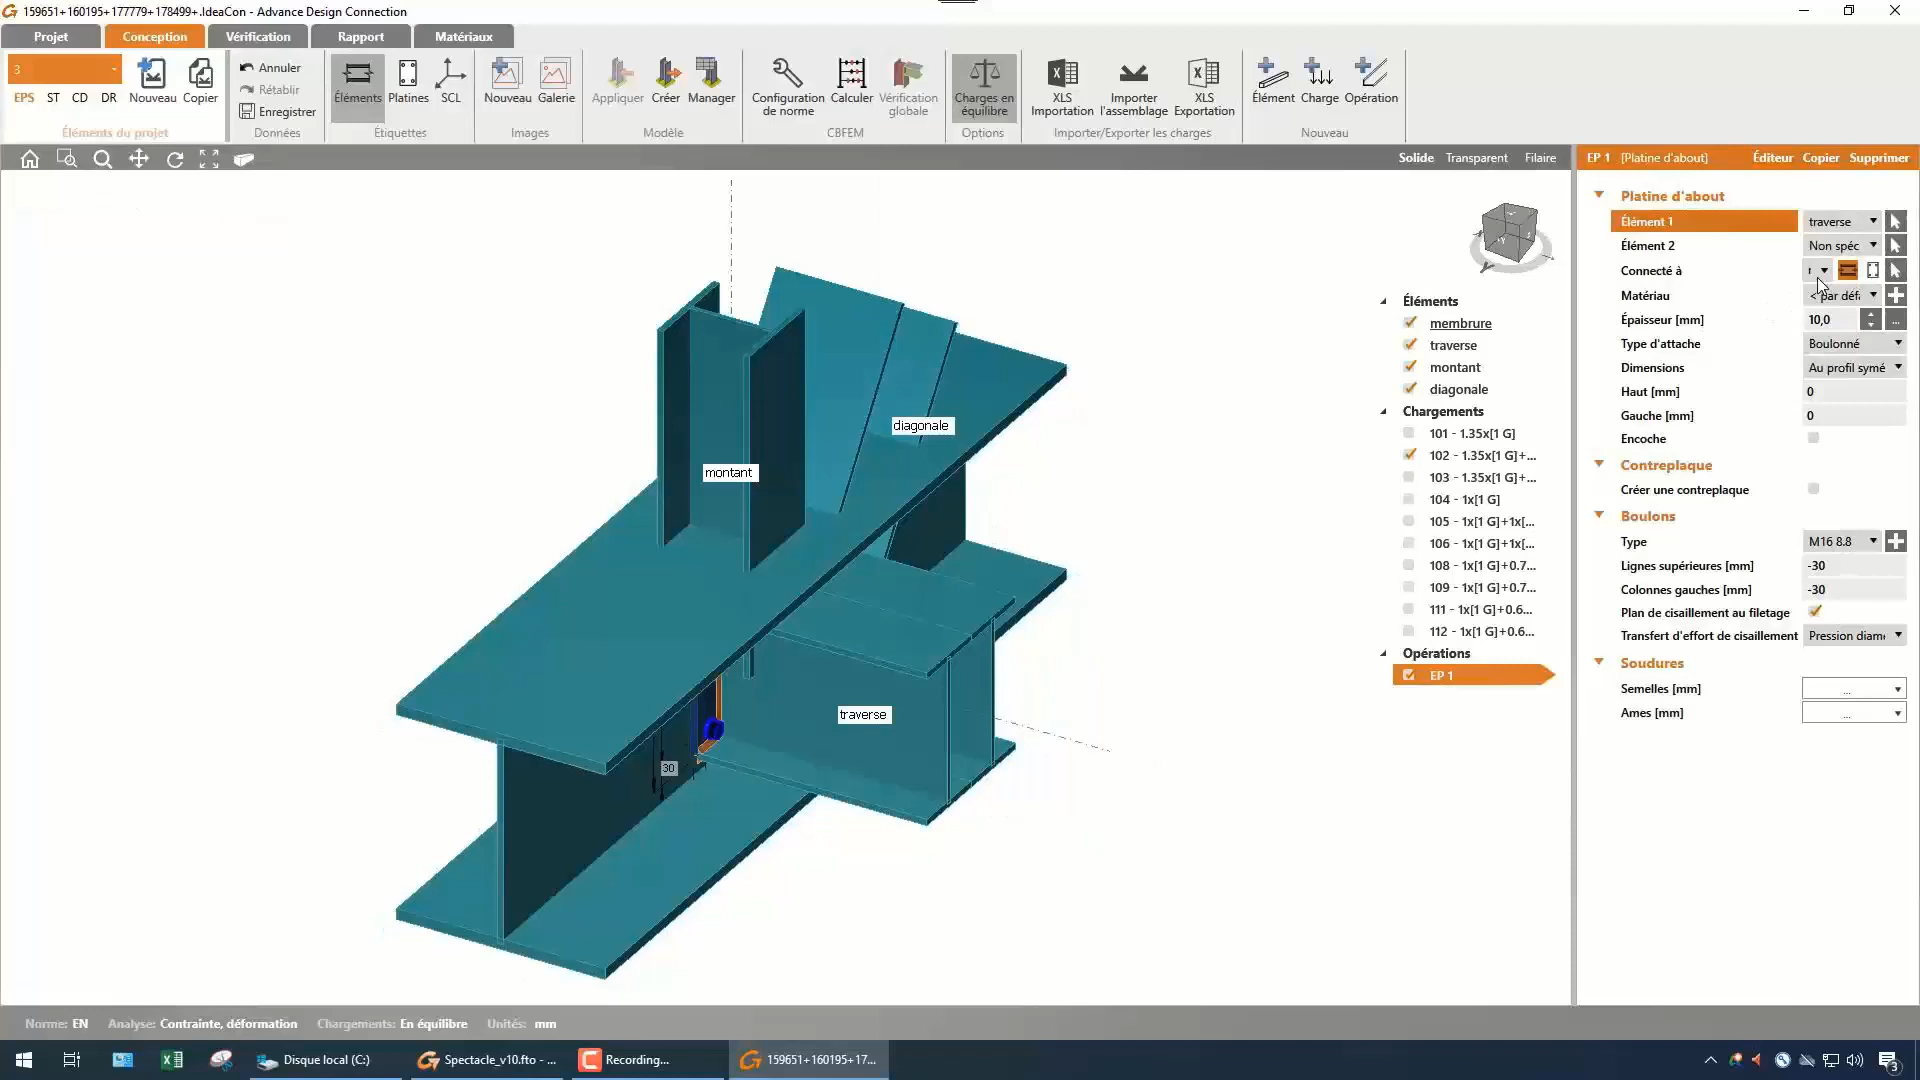 159651+160195+177779+178499+.IdeaCon - Advance Design Connection
Projet
Conception
Vérification
Rapport
Matériaux
3
EPS ST CD DR
Nouveau
Copier
Éléments du projet
Annuler
Rétablir
Enregistrer
Données
Éléments
Platines
SCL
Étiquettes
Nouveau
Galerie
Images
Appliquer
Créer
Manager
Modèle
Configuration de norme
Calculer
Vérification globale
CBFEM
Charges en équilibre
Options
XLS Importation
Importer l'assemblage
XLS Exportation
Importer/Exporter les charges
Élément
Charge
Opération
Nouveau
Solide Transparent Filaire
EP 1 [Platine d'about] Éditeur Copier Supprimer
montant
diagonale
traverse
30
Éléments
membrure
traverse
montant
diagonale
Chargements
101 - 1.35x[1 G]
102 - 1.35x[1 G]+...
103 - 1.35x[1 G]+...
104 - 1x[1 G]
105 - 1x[1 G]+1x[...
106 - 1x[1 G]+1x[...
108 - 1x[1 G]+0.7...
109 - 1x[1 G]+0.7...
111 - 1x[1 G]+0.6...
112 - 1x[1 G]+0.6...
Opérations
EP 1
Platine d'about
Élément 1 traverse
Élément 2 Non spéc
Connecté à
Matériau < par défa
Épaisseur [mm] 10,0 ...
Type d'attache Boulonné
Dimensions Au profil symé
Haut [mm] 0
Gauche [mm] 0
Encoche
Contreplaque
Créer une contreplaque
Boulons
Type M16 8.8
Lignes supérieures [mm] -30
Colonnes gauches [mm] -30
Plan de cisaillement au filetage
Transfert d'effort de cisaillement Pression diam
Soudures
Semelles [mm] ...
Ames [mm] ...
Norme: EN Analyse: Contrainte, déformation Chargements: En équilibre Unités: mm
Disque local (C:)
Spectacle_v10.fto - ...
Recording...
159651+160195+17...
3